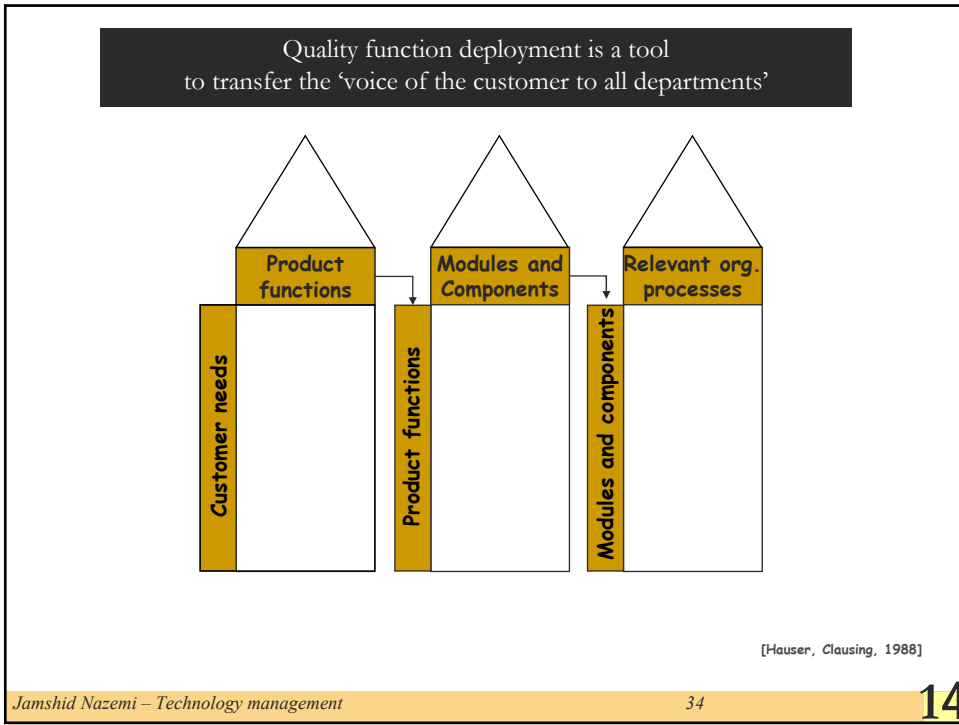 Quality function deployment is a tool
to transfer the ‘voice of the customer to all departments’
Product
functions
Modules and
Components
Relevant org.
processes
Customer needs
Product functions
Modules and components
[Hauser, Clausing, 1988]
Jamshid Nazemi – Technology management
34
14